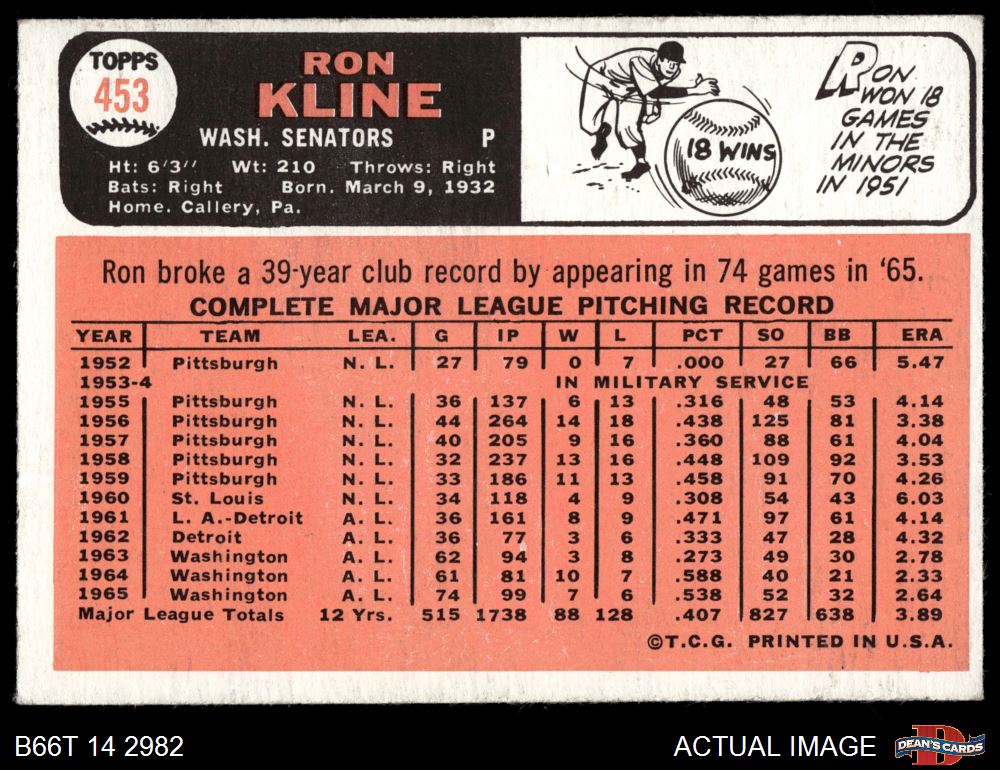 TOPPS
453
RON
KLINE
WASH. SENATORS P
Ht: 6'3" Wt: 210 Throws: Right
Bats: Right Born. March 9, 1932
Home. Callery, Pa.
18 WINS
RON
WON 18
GAMES
IN THE
MINORS
IN 1951
Ron broke a 39-year club record by appearing in 74 games in '65.
COMPLETE MAJOR LEAGUE PITCHING RECORD
YEAR TEAM LEA. G IP W L PCT SO BB ERA
1952 Pittsburgh N. L. 27 79 0 7 .000 27 66 5.47
1953-4 IN MILITARY SERVICE
1955 Pittsburgh N. L. 36 137 6 13 .316 48 53 4.14
1956 Pittsburgh N. L. 44 264 14 18 .438 125 81 3.38
1957 Pittsburgh N. L. 40 205 9 16 .360 88 61 4.04
1958 Pittsburgh N. L. 32 237 13 16 .448 109 92 3.53
1959 Pittsburgh N. L. 33 186 11 13 .458 91 70 4.26
1960 St. Louis N. L. 34 118 4 9 .308 54 43 6.03
1961 L. A.-Detroit A. L. 36 161 8 9 .471 97 61 4.14
1962 Detroit A. L. 36 77 3 6 .333 47 28 4.32
1963 Washington A. L. 62 94 3 8 .273 49 30 2.78
1964 Washington A. L. 61 81 10 7 .588 40 21 2.33
1965 Washington A. L. 74 99 7 6 .538 52 32 2.64
Major League Totals 12 Yrs. 515 1738 88 128 .407 827 638 3.89
©T.C.G. PRINTED IN U.S.A.
B66T 14 2982
ACTUAL IMAGE
DEAN'S CARDS